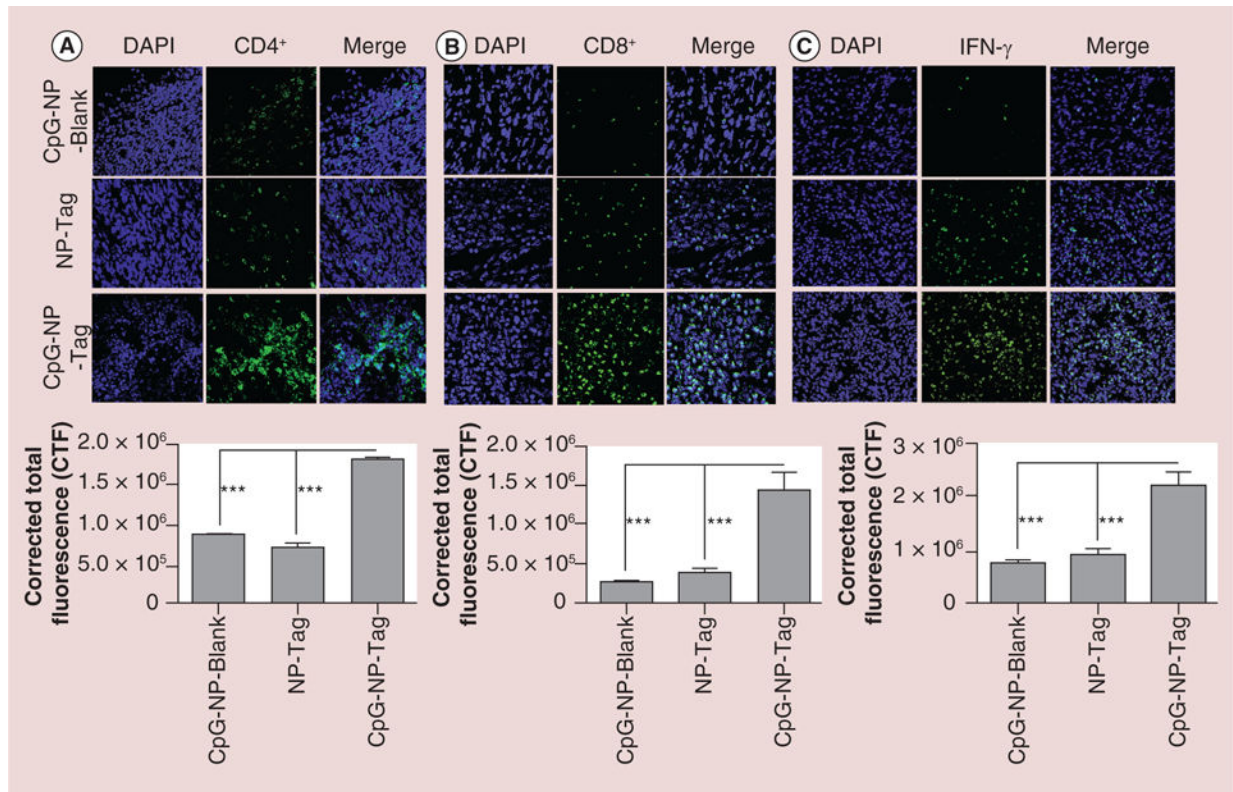 A DAPI CD4+ Merge
B DAPI CD8+ Merge
C DAPI IFN-γ Merge
CpG-NP
-Blank
NP-Tag
CpG-NP
-Tag
Corrected total
fluorescence (CTF)
2.0 × 10⁶
1.5 × 10⁶
1.0 × 10⁶
5.0 × 10⁵
0
*** ***
CpG-NP-Blank
NP-Tag
CpG-NP-Tag
Corrected total
fluorescence (CTF)
2.0 × 10⁶
1.5 × 10⁶
1.0 × 10⁶
5.0 × 10⁵
0
*** ***
CpG-NP-Blank
NP-Tag
CpG-NP-Tag
Corrected total
fluorescence (CTF)
3 × 10⁶
2 × 10⁶
1 × 10⁶
0
*** ***
CpG-NP-Blank
NP-Tag
CpG-NP-Tag